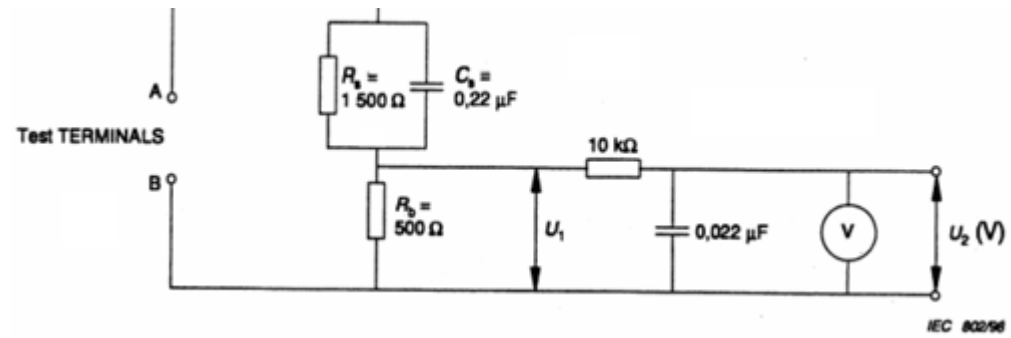 A
Test TERMINALS
B
Rs =
1 500 Ω
Cs =
0,22 µF
10 kΩ
Rb =
500 Ω
U1
0,022 µF
V
U2 (V)
IEC 802/98